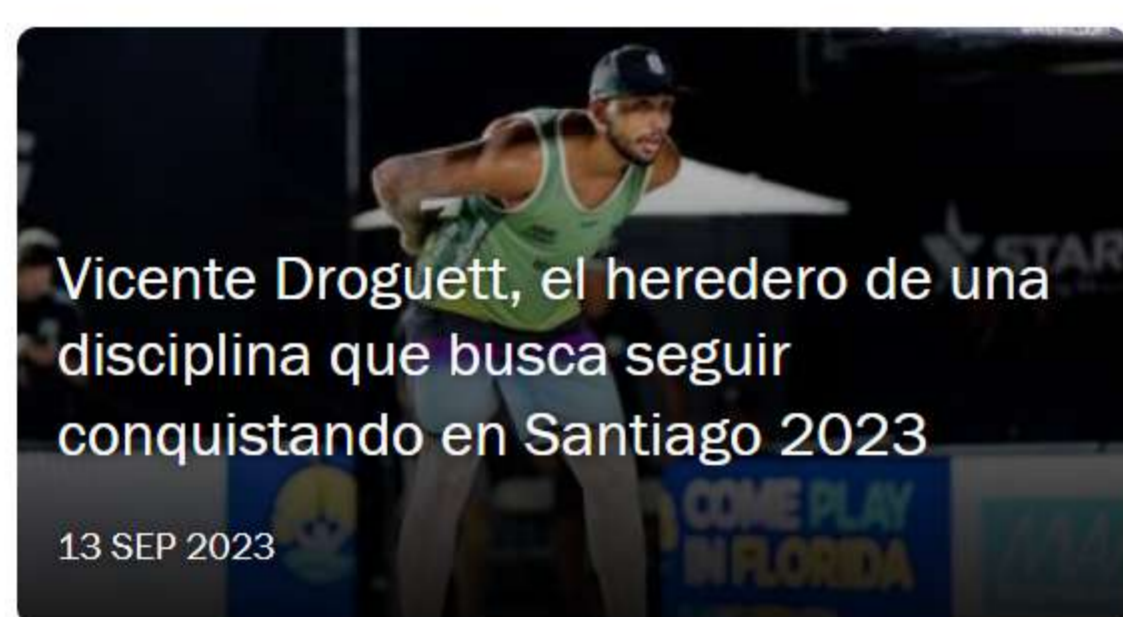 STAR
Vicente Droguett, el heredero de una
disciplina que busca seguir
conquistando en Santiago 2023
COME PLAY
IN FLORIDA
13 SEP 2023